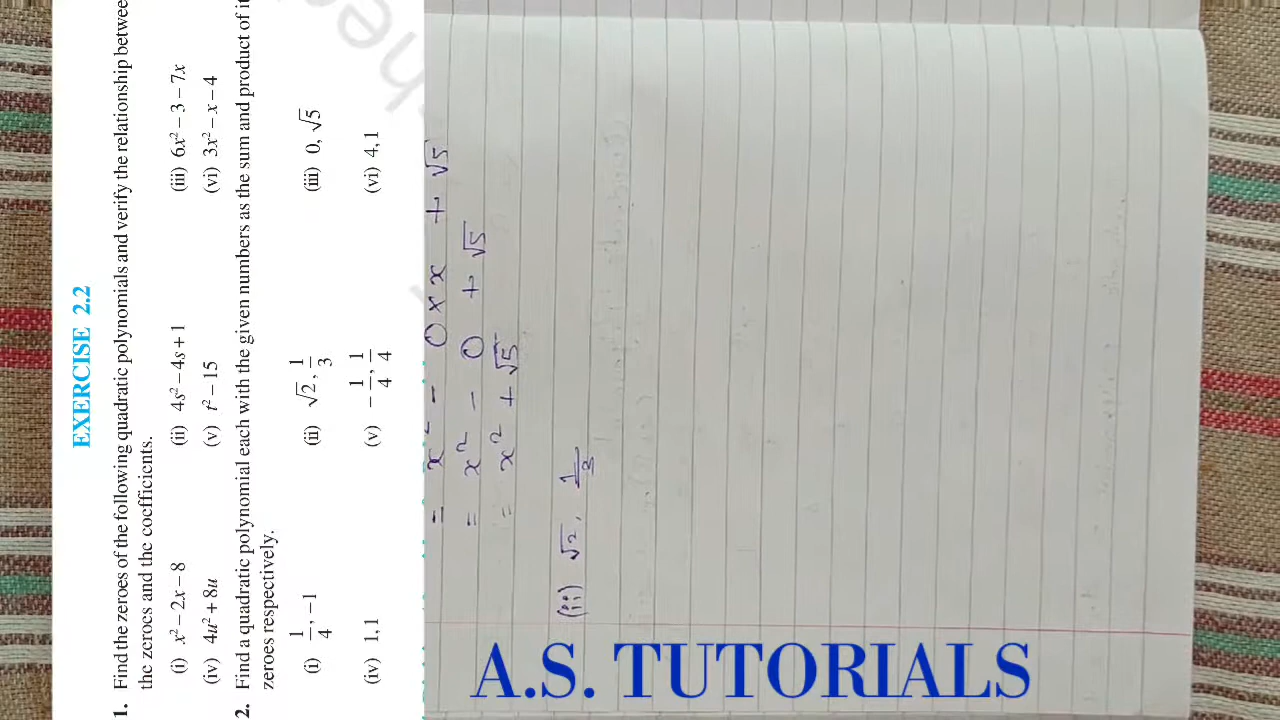 EXERCISE 2.2
1. Find the zeroes of the following quadratic polynomials and verify the relationship betwee
the zeroes and the coefficients.
(i) x² – 2x – 8 (ii) 4s² – 4s + 1 (iii) 6x² – 3 – 7x
(iv) 4u² + 8u (v) t² – 15 (vi) 3x² – x – 4
2. Find a quadratic polynomial each with the given numbers as the sum and product of it
zeroes respectively.
(i) 1/4, –1 (ii) √2, 1/3 (iii) 0, √5
(iv) 1, 1 (v) –1/4, 1/4 (vi) 4, 1
= x² - 0 × x + √5
= x² - 0 + √5
= x² + √5
(ii) √2, 1/3
A.S. TUTORIALS